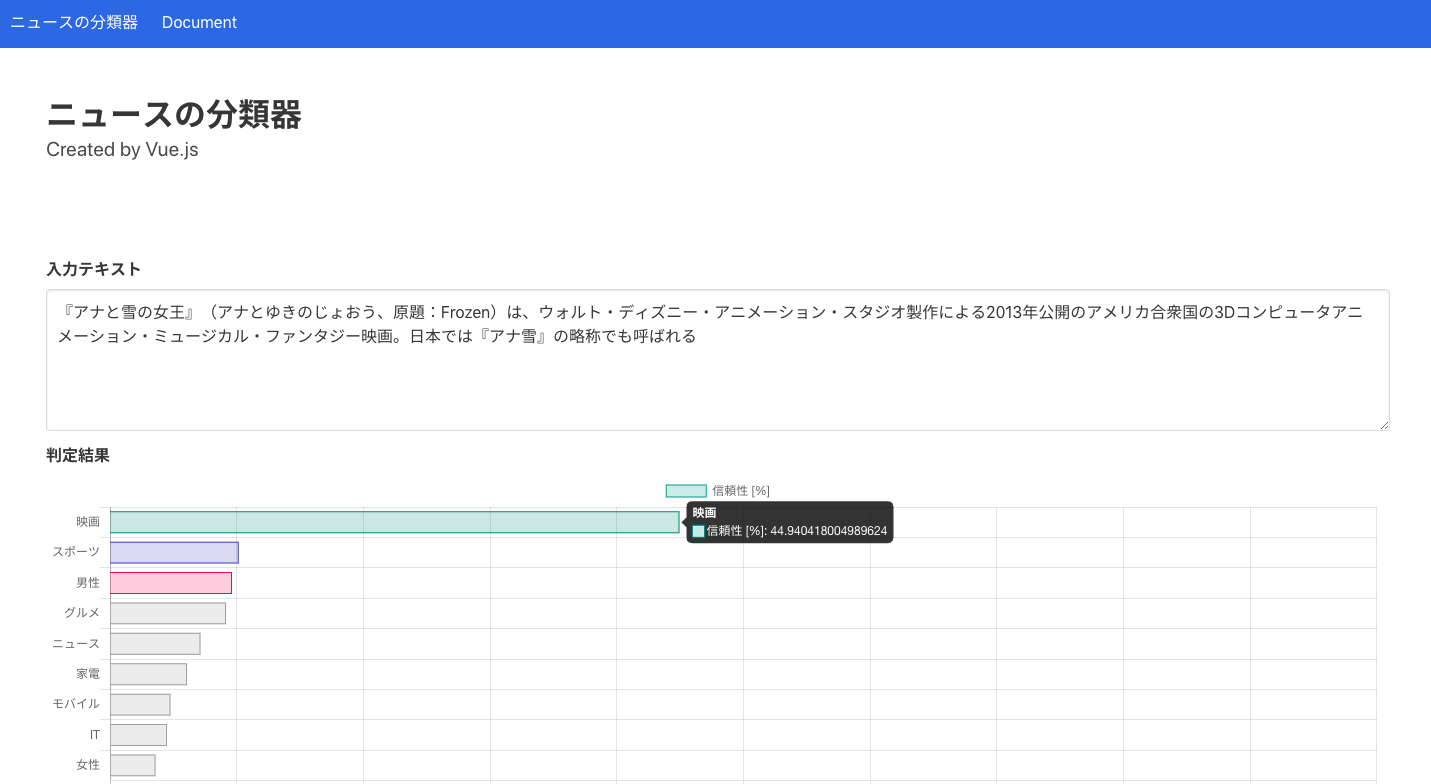 ニュースの分類器 Document
ニュースの分類器
Created by Vue.js
入力テキスト
『アナと雪の女王』（アナとゆきのじょおう、原題：Frozen）は、ウォルト・ディズニー・アニメーション・スタジオ製作による2013年公開のアメリカ合衆国の3Dコンピュータアニ
メーション・ミュージカル・ファンタジー映画。日本では『アナ雪』の略称でも呼ばれる
判定結果
信頼性 [%]
映画
映画
信頼性 [%]: 44.940418004989624
スポーツ
男性
グルメ
ニュース
家電
モバイル
IT
女性